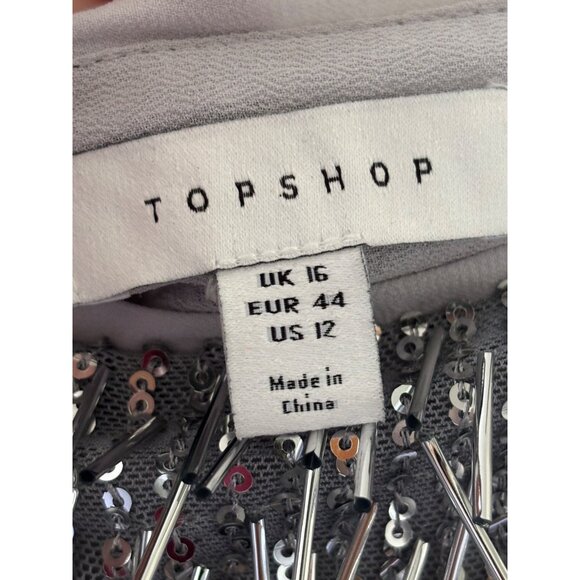 TOPSHOP
UK 16
EUR 44
US 12
Made in
China